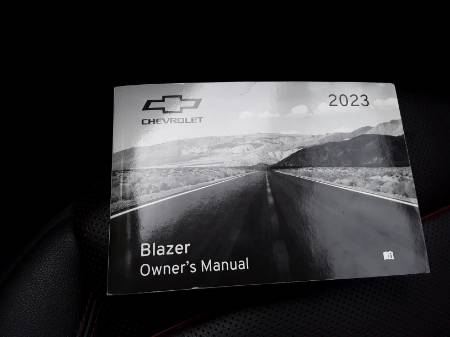 CHEVROLET
2023
Blazer
Owner's Manual